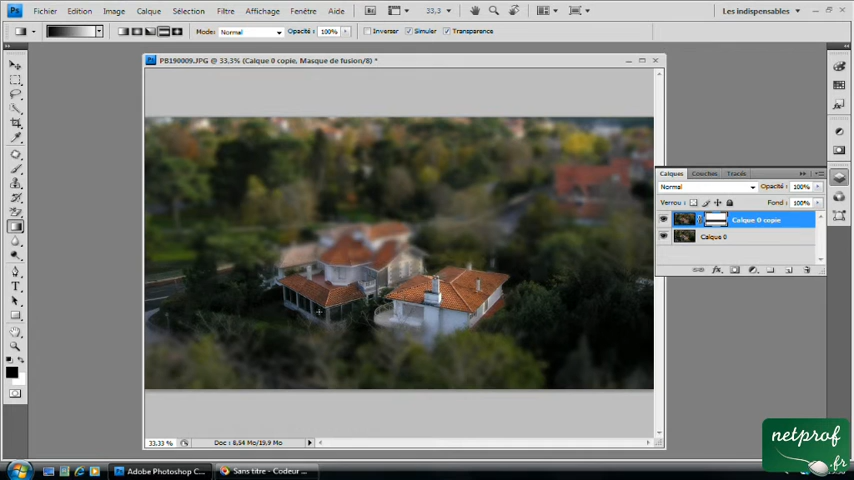 Ps Fichier Edition Image Calque Sélection Filtre Affichage Fenêtre Aide Br 33,3 Les indispensables
Mode: Normal Opacité: 100% Inverser Simuler Transparence
PB190009.JPG @ 33,3% (Calque 0 copie, Masque de fusion/8) *
Calques Couches Tracés
Normal Opacité: 100%
Verrou: Fond: 100%
Calque 0 copie
Calque 0
fx
33,33 % Doc : 8,54 Mo/19,9 Mo
netprof
.fr
Adobe Photoshop C... Sans titre - Codeur ...